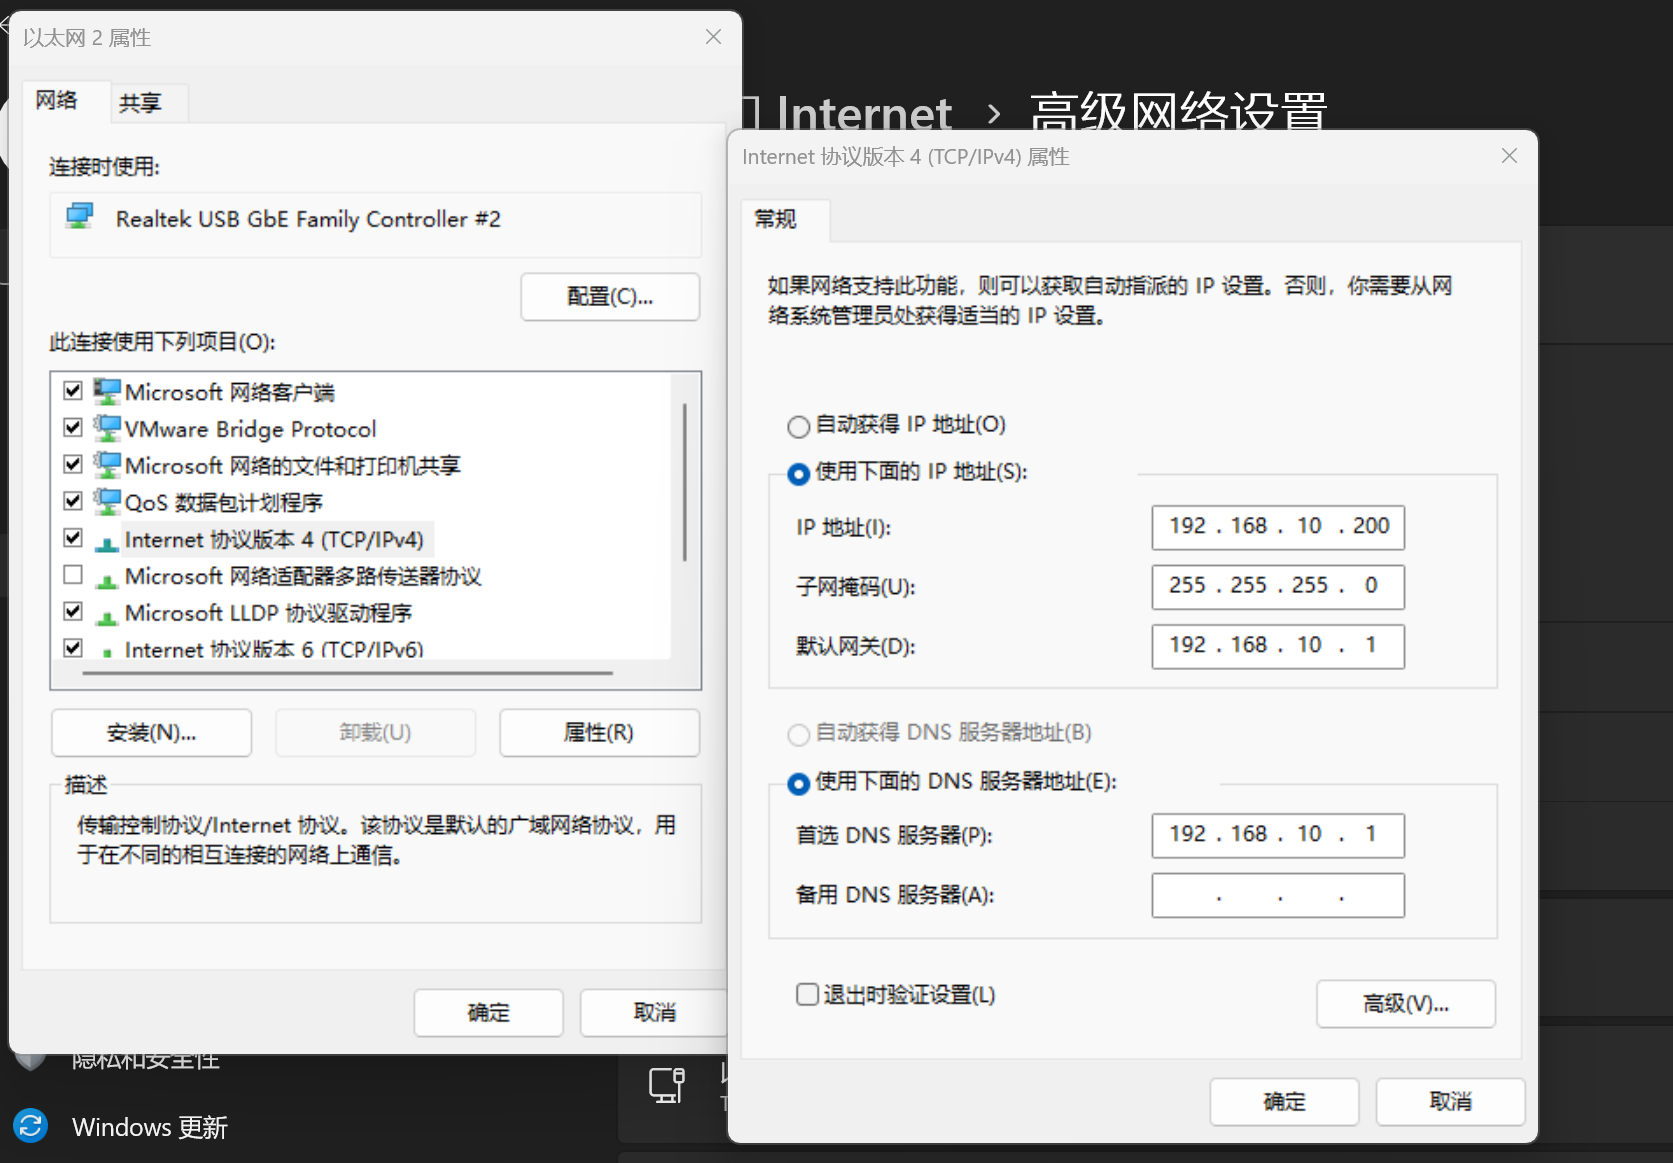 以太网 2 属性
网络
共享
连接时使用:
Realtek USB GbE Family Controller #2
配置(C)...
此连接使用下列项目(O):
Microsoft 网络客户端
VMware Bridge Protocol
Microsoft 网络的文件和打印机共享
QoS 数据包计划程序
Internet 协议版本 4 (TCP/IPv4)
Microsoft 网络适配器多路传送器协议
Microsoft LLDP 协议驱动程序
Internet 协议版本 6 (TCP/IPv6)
安装(N)...
卸载(U)
属性(R)
描述
传输控制协议/Internet 协议。该协议是默认的广域网络协议，用
于在不同的相互连接的网络上通信。
确定
取消
隐私和安全性
Windows 更新
Internet › 高级网络设置
Internet 协议版本 4 (TCP/IPv4) 属性
常规
如果网络支持此功能，则可以获取自动指派的 IP 设置。否则，你需要从网
络系统管理员处获得适当的 IP 设置。
自动获得 IP 地址(O)
使用下面的 IP 地址(S):
IP 地址(I):
192 . 168 . 10 . 200
子网掩码(U):
255 . 255 . 255 . 0
默认网关(D):
192 . 168 . 10 . 1
自动获得 DNS 服务器地址(B)
使用下面的 DNS 服务器地址(E):
首选 DNS 服务器(P):
192 . 168 . 10 . 1
备用 DNS 服务器(A):
. . .
退出时验证设置(L)
高级(V)...
确定
取消